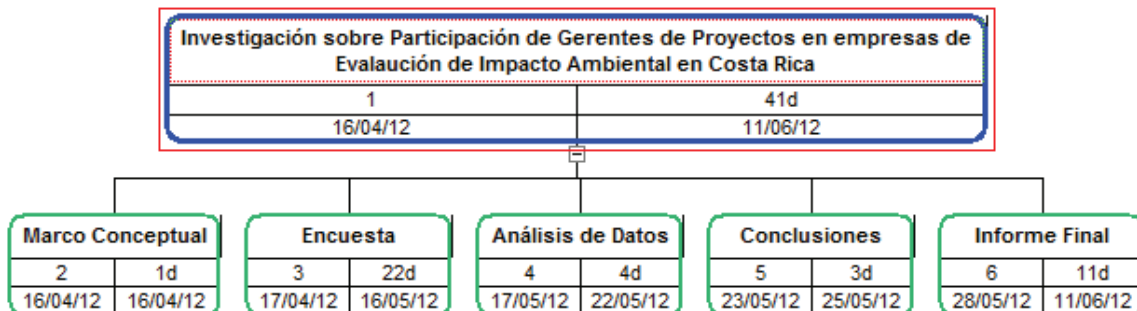 Investigación sobre Participación de Gerentes de Proyectos en empresas de
Evalaución de Impacto Ambiental en Costa Rica
1 41d
16/04/12 11/06/12
Marco Conceptual Encuesta Análisis de Datos Conclusiones Informe Final
2 1d 3 22d 4 4d 5 3d 6 11d
16/04/12 16/04/12 17/04/12 16/05/12 17/05/12 22/05/12 23/05/12 25/05/12 28/05/12 11/06/12